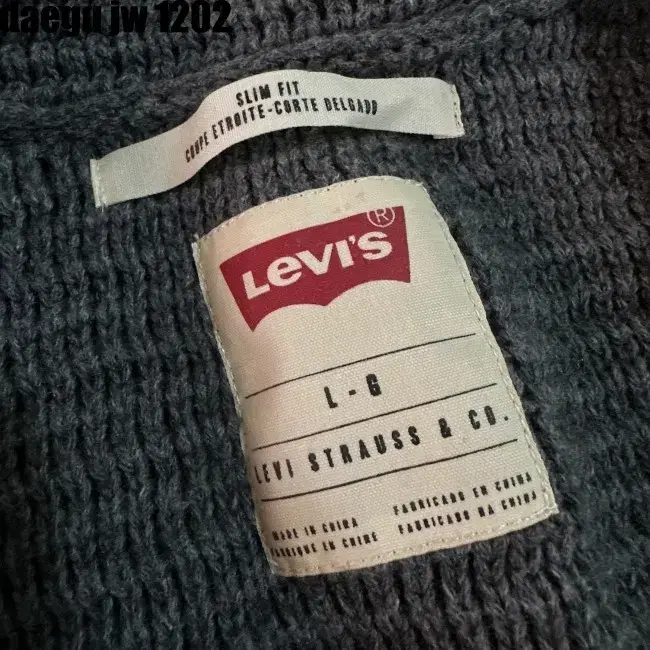 daegu jw 1202
SLIM FIT
COUPE ETROITE-CORTE DELGADO
®
LEVI'S
L - G
LEVI STRAUSS & CO.
MADE IN CHINA
FABRIQUE EN CHINE
FABRICADO EN CHINA
FABRICADO NA CHINA